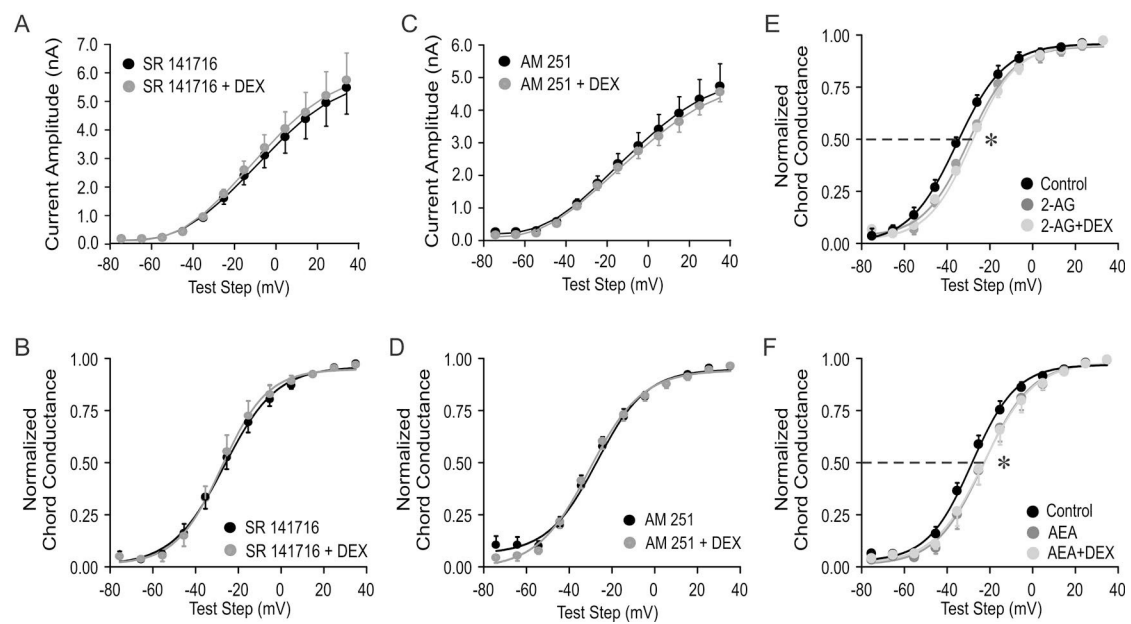 A
Current Amplitude (nA)
7.0
6.0
5.0
4.0
3.0
2.0
1.0
0.0
SR 141716
SR 141716 + DEX
-80 -60 -40 -20 0 20 40
Test Step (mV)
C
Current Amplitude (nA)
6.0
5.0
4.0
3.0
2.0
1.0
0.0
AM 251
AM 251 + DEX
-80 -60 -40 -20 0 20 40
Test Step (mV)
E
Normalized
Chord Conductance
1.00
0.75
0.50
0.25
0.00
*
Control
2-AG
2-AG+DEX
-80 -60 -40 -20 0 20 40
Test Step (mV)
B
Normalized
Chord Conductance
1.00
0.75
0.50
0.25
0.00
SR 141716
SR 141716 + DEX
-80 -60 -40 -20 0 20 40
Test Step (mV)
D
Normalized
Chord Conductance
1.00
0.75
0.50
0.25
0.00
AM 251
AM 251 + DEX
-80 -60 -40 -20 0 20 40
Test Step (mV)
F
Normalized
Chord Conductance
1.00
0.75
0.50
0.25
0.00
*
Control
AEA
AEA+DEX
-80 -60 -40 -20 0 20 40
Test Step (mV)